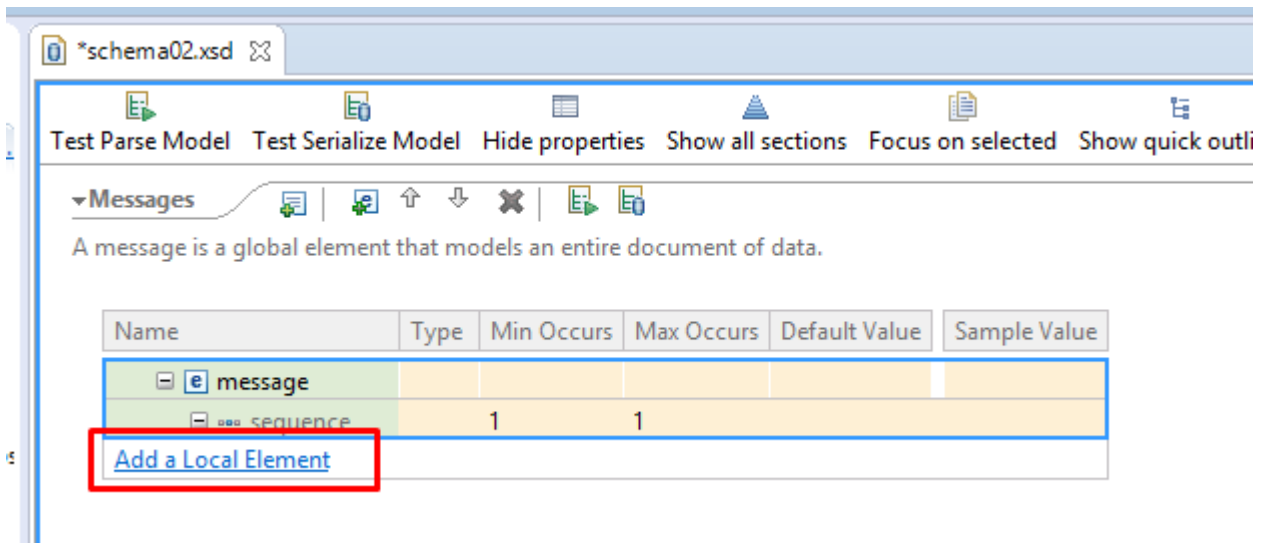 *schema02.xsd
Test Parse Model Test Serialize Model Hide properties Show all sections Focus on selected Show quick outli
Messages
A message is a global element that models an entire document of data.
Name Type Min Occurs Max Occurs Default Value Sample Value
e message
sequence 1 1
Add a Local Element